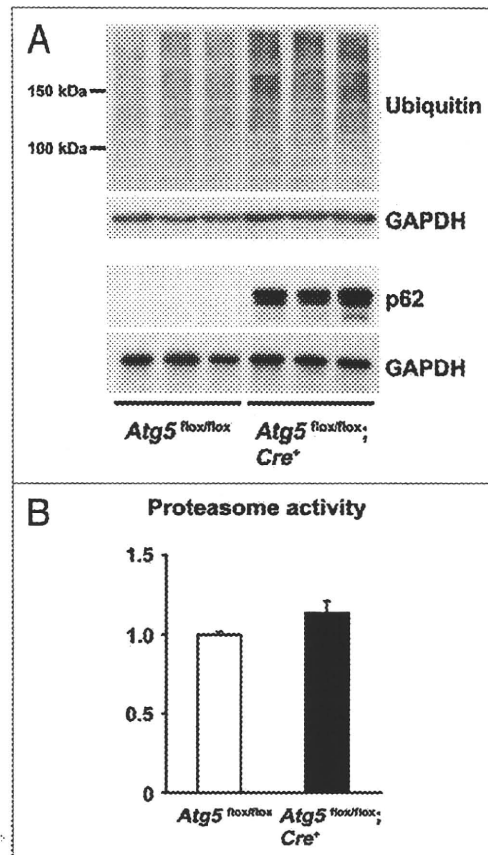 A
150 kDa
100 kDa
Ubiquitin
GAPDH
p62
GAPDH
Atg5 flox/flox Atg5 flox/flox;
Cre+
B
Proteasome activity
1.5
1.0
0.5
0
Atg5 flox/flox Atg5 flox/flox;
Cre+